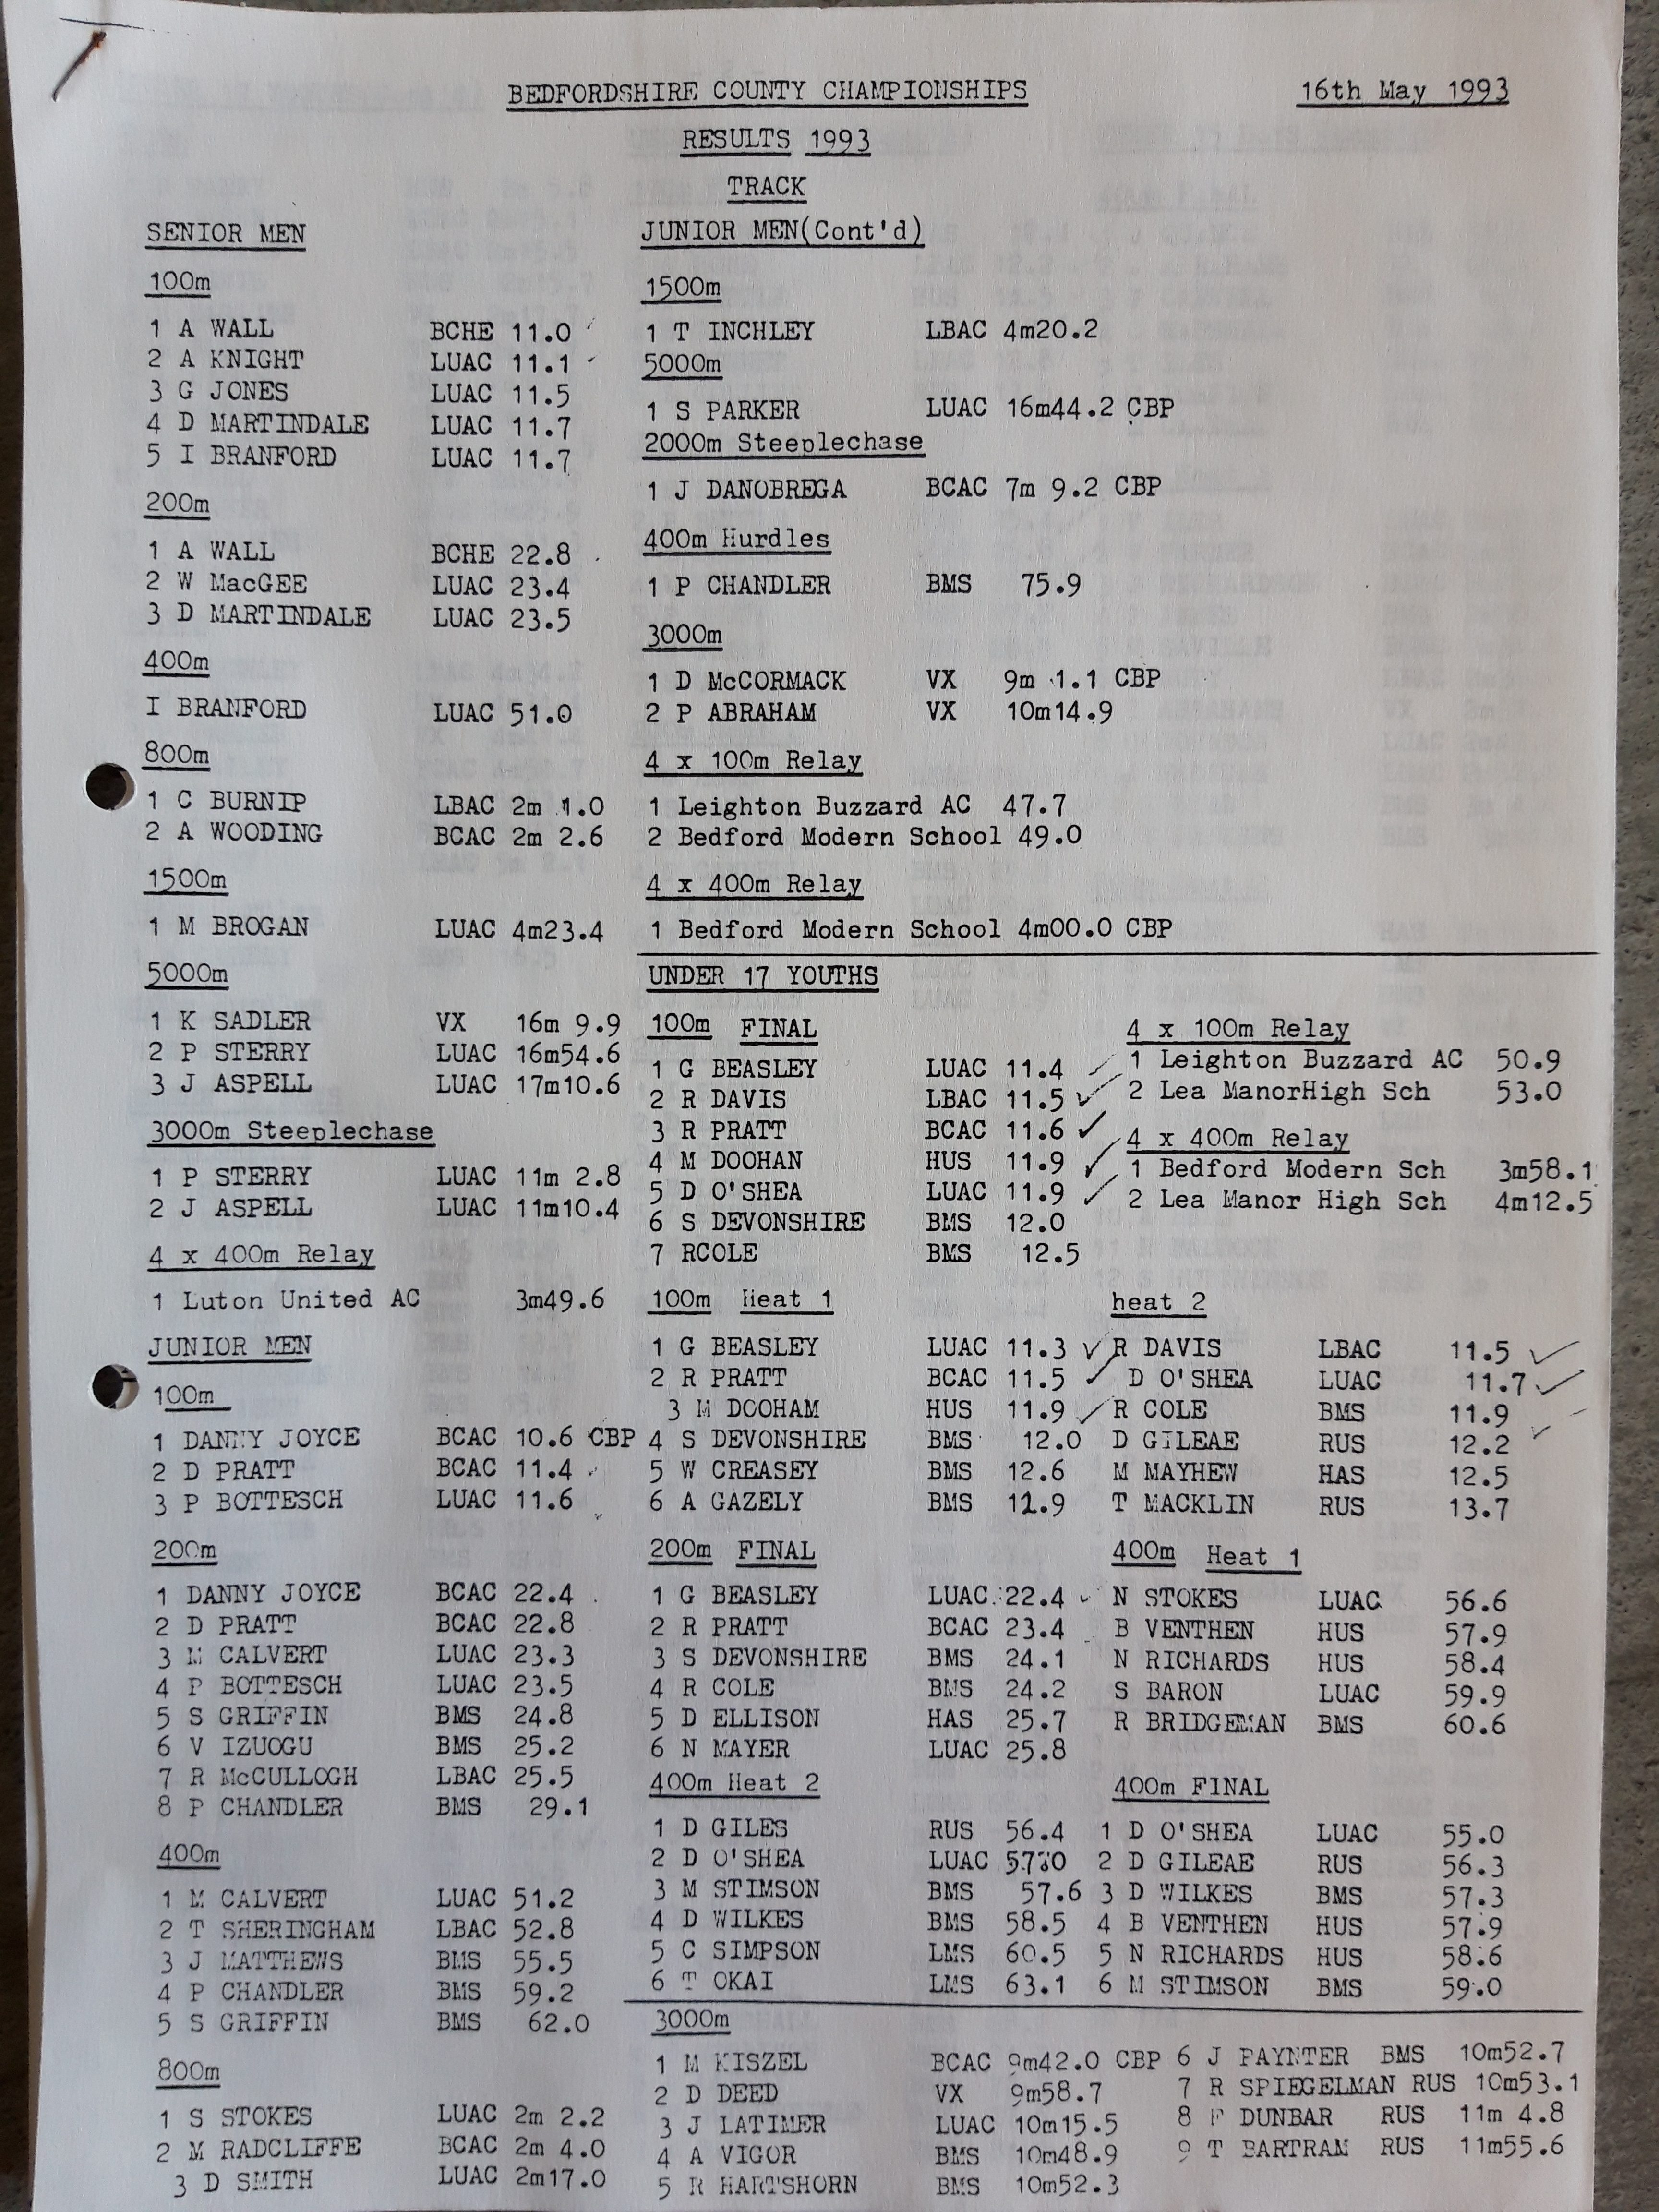 BEDFORDSHIRE COUNTY CHAMPIONSHIPS 16th May 1993
RESULTS 1993
TRACK
SENIOR MEN
100m
1 A WALL BCHE 11.0
2 A KNIGHT LUAC 11.1
3 G JONES LUAC 11.5
4 D MARTINDALE LUAC 11.7
5 I BRANFORD LUAC 11.7
200m
1 A WALL BCHE 22.8
2 W MacGEE LUAC 23.4
3 D MARTINDALE LUAC 23.5
400m
I BRANFORD LUAC 51.0
800m
1 C BURNIP LBAC 2m 1.0
2 A WOODING BCAC 2m 2.6
1500m
1 M BROGAN LUAC 4m23.4
5000m
1 K SADLER VX 16m 9.9
2 P STERRY LUAC 16m54.6
3 J ASPELL LUAC 17m10.6
3000m Steeplechase
1 P STERRY LUAC 11m 2.8
2 J ASPELL LUAC 11m10.4
4 x 400m Relay
1 Luton United AC 3m49.6
JUNIOR MEN
100m
1 DANNY JOYCE BCAC 10.6 CBP
2 D PRATT BCAC 11.4
3 P BOTTESCH LUAC 11.6
200m
1 DANNY JOYCE BCAC 22.4
2 D PRATT BCAC 22.8
3 M CALVERT LUAC 23.3
4 P BOTTESCH LUAC 23.5
5 S GRIFFIN BMS 24.8
6 V IZUOGU BMS 25.2
7 R McCULLOGH LBAC 25.5
8 P CHANDLER BMS 29.1
400m
1 M CALVERT LUAC 51.2
2 T SHERINGHAM LBAC 52.8
3 J MATTHEWS BMS 55.5
4 P CHANDLER BMS 59.2
5 S GRIFFIN BMS 62.0
800m
1 S STOKES LUAC 2m 2.2
2 M RADCLIFFE BCAC 2m 4.0
3 D SMITH LUAC 2m17.0
JUNIOR MEN(Cont'd)
1500m
1 T INCHLEY LBAC 4m20.2
5000m
1 S PARKER LUAC 16m44.2 CBP
2000m Steeplechase
1 J DANOBREGA BCAC 7m 9.2 CBP
400m Hurdles
1 P CHANDLER BMS 75.9
3000m
1 D McCORMACK VX 9m 1.1 CBP
2 P ABRAHAM VX 10m14.9
4 x 100m Relay
1 Leighton Buzzard AC 47.7
2 Bedford Modern School 49.0
4 x 400m Relay
1 Bedford Modern School 4m00.0 CBP
UNDER 17 YOUTHS
100m FINAL
1 G BEASLEY LUAC 11.4
2 R DAVIS LBAC 11.5
3 R PRATT BCAC 11.6
4 M DOOHAN HUS 11.9
5 D O'SHEA LUAC 11.9
6 S DEVONSHIRE BMS 12.0
7 RCOLE BMS 12.5
4 x 100m Relay
1 Leighton Buzzard AC 50.9
2 Lea ManorHigh Sch 53.0
4 x 400m Relay
1 Bedford Modern Sch 3m58.1
2 Lea Manor High Sch 4m12.5
100m Heat 1
1 G BEASLEY LUAC 11.3
2 R PRATT BCAC 11.5
3 M DOOHAM HUS 11.9
4 S DEVONSHIRE BMS 12.0
5 W CREASEY BMS 12.6
6 A GAZELY BMS 12.9
heat 2
R DAVIS LBAC 11.5
D O'SHEA LUAC 11.7
R COLE BMS 11.9
D GILEAE RUS 12.2
M MAYHEW HAS 12.5
T MACKLIN RUS 13.7
200m FINAL
1 G BEASLEY LUAC 22.4
2 R PRATT BCAC 23.4
3 S DEVONSHIRE BMS 24.1
4 R COLE BMS 24.2
5 D ELLISON HAS 25.7
6 N MAYER LUAC 25.8
400m Heat 1
N STOKES LUAC 56.6
B VENTHEN HUS 57.9
N RICHARDS HUS 58.4
S BARON LUAC 59.9
R BRIDGEMAN BMS 60.6
400m Heat 2
1 D GILES RUS 56.4
2 D O'SHEA LUAC
3 M STIMSON BMS 57.6
4 D WILKES BMS 58.5
5 C SIMPSON LMS 60.5
6 T OKAI LMS 63.1
400m FINAL
1 D O'SHEA LUAC 55.0
2 D GILEAE RUS 56.3
3 D WILKES BMS 57.3
4 B VENTHEN HUS 57.9
5 N RICHARDS HUS 58.6
6 M STIMSON BMS 59.0
3000m
1 M KISZEL BCAC 9m42.0 CBP
2 D DEED VX 9m58.7
3 J LATIMER LUAC 10m15.5
4 A VIGOR BMS 10m48.9
5 R HARTSHORN BMS 10m52.3
6 J PAYNTER BMS 10m52.7
7 R SPIEGELMAN RUS 10m53.1
8 F DUNBAR RUS 11m 4.8
9 T BARTRAM RUS 11m55.6